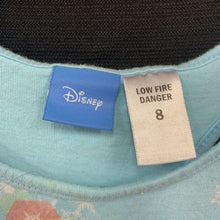 Disney
LOW FIRE
DANGER
8